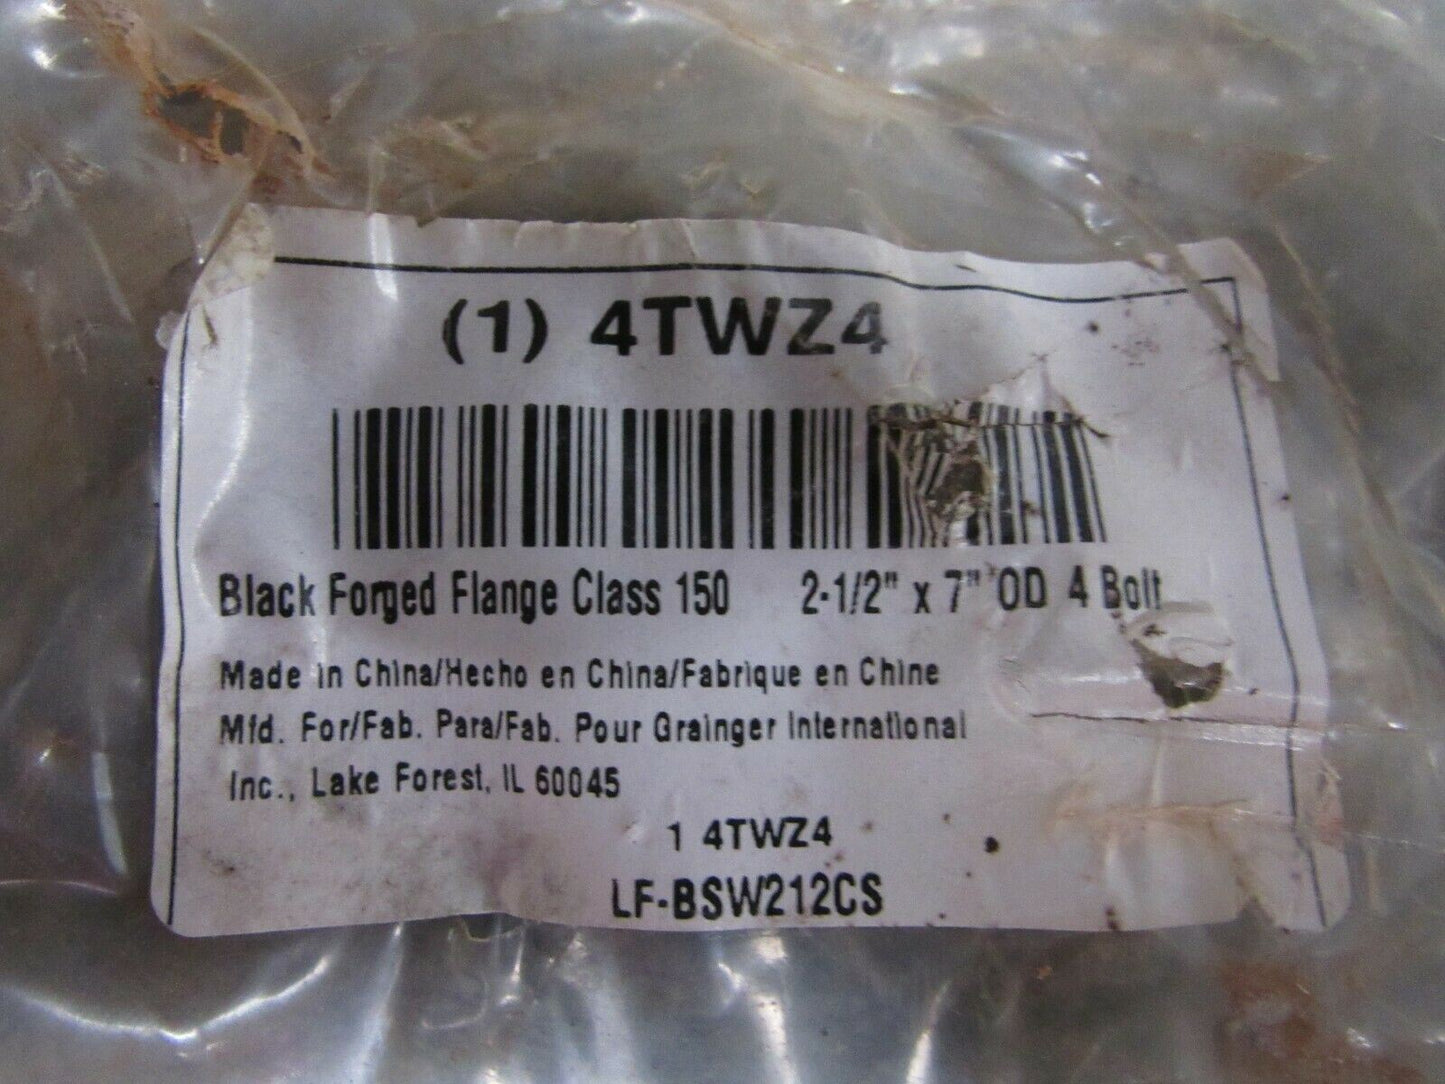 (1) 4TWZ4
Black Forged Flange Class 150 2-1/2" x 7" OD 4 Bolt
Made in China/Hecho en China/Fabrique en Chine
Mfd. For/Fab. Para/Fab. Pour Grainger International
Inc., Lake Forest, IL 60045
1 4TWZ4
LF-BSW212CS